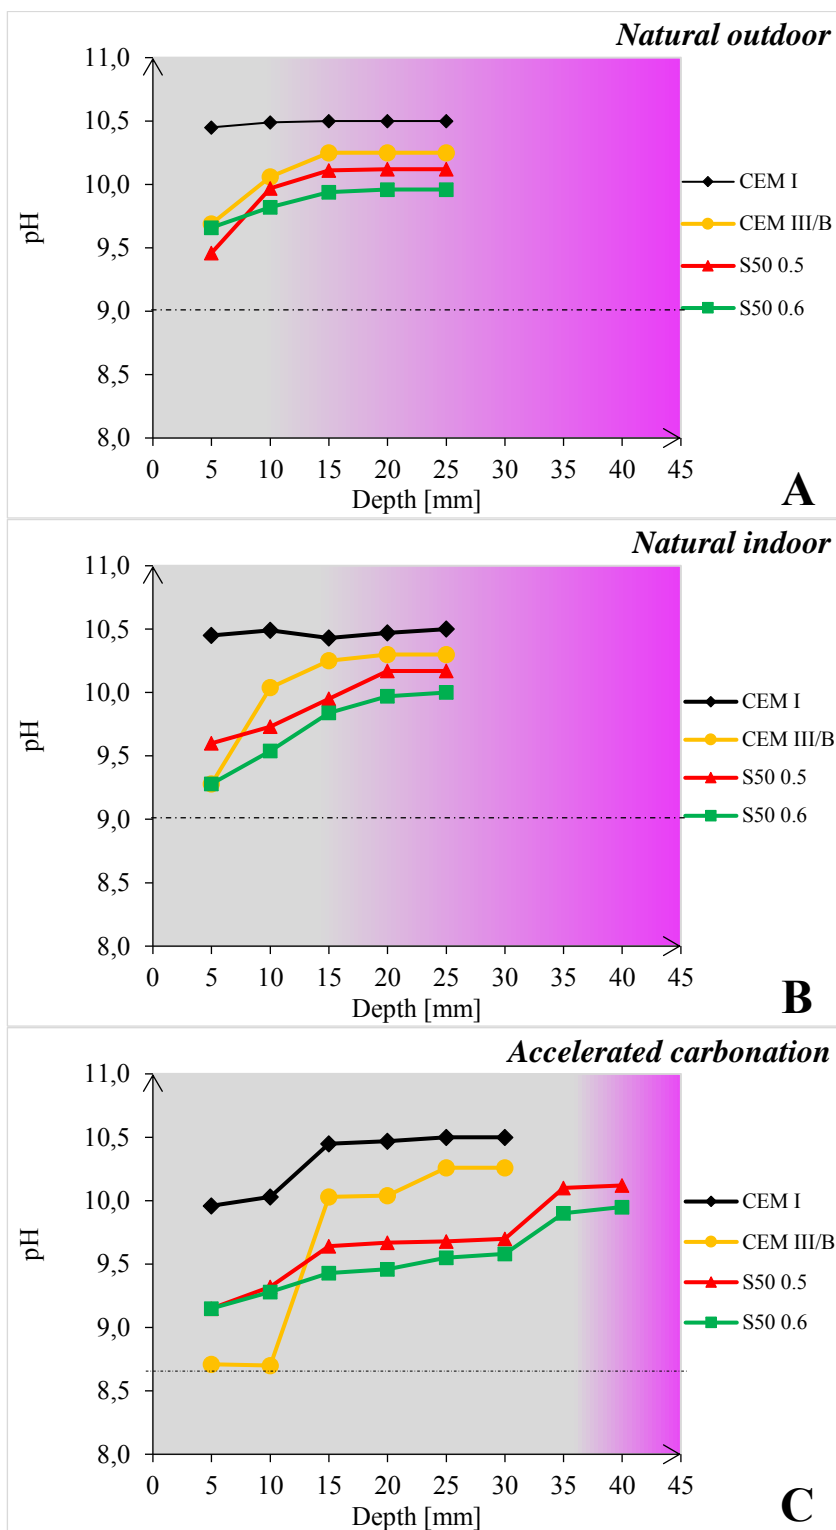 Natural outdoor
11,0
10,5
10,0
9,5
9,0
8,5
8,0
pH
0 5 10 15 20 25 30 35 40 45
Depth [mm]
CEM I
CEM III/B
S50 0.5
S50 0.6
A
Natural indoor
11,0
10,5
10,0
9,5
9,0
8,5
8,0
pH
0 5 10 15 20 25 30 35 40 45
Depth [mm]
CEM I
CEM III/B
S50 0.5
S50 0.6
B
Accelerated carbonation
11,0
10,5
10,0
9,5
9,0
8,5
8,0
pH
0 5 10 15 20 25 30 35 40 45
Depth [mm]
CEM I
CEM III/B
S50 0.5
S50 0.6
C